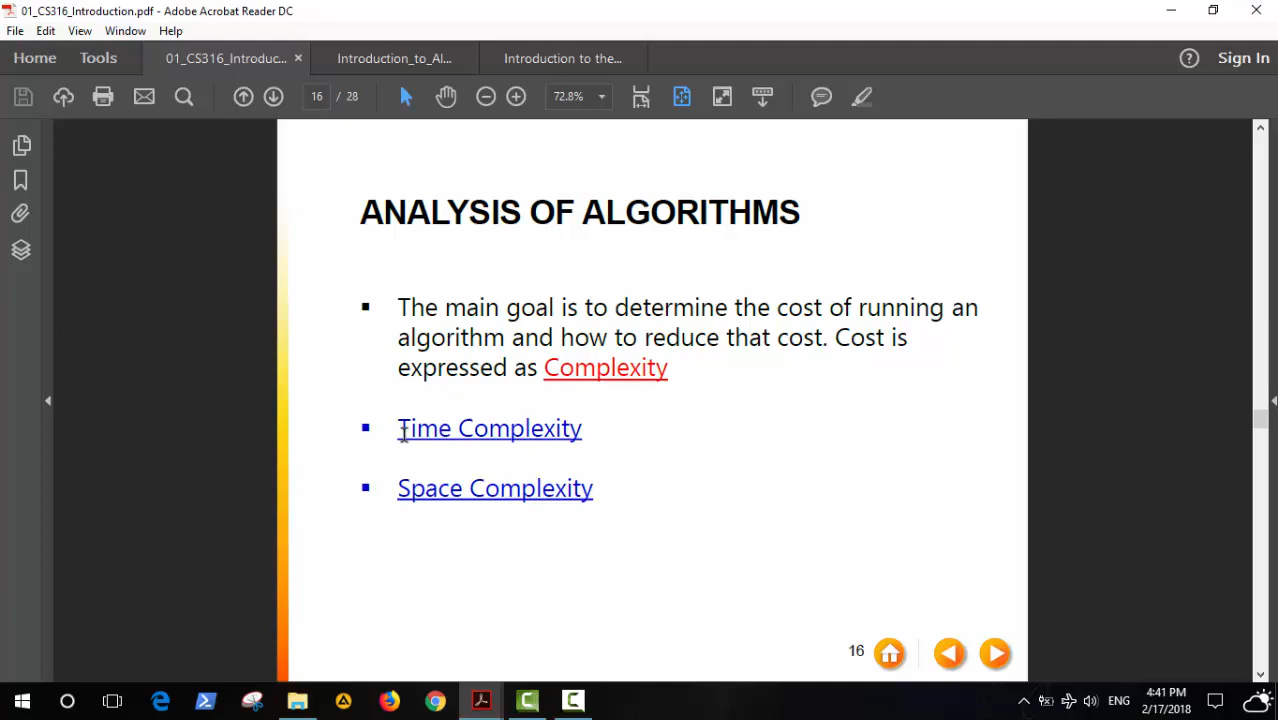 01_CS316_Introduction.pdf - Adobe Acrobat Reader DC
File Edit View Window Help
Home Tools 01_CS316_Introduc... × Introduction_to_Al... Introduction to the... Sign In
16 / 28 72.8%
ANALYSIS OF ALGORITHMS
▪ The main goal is to determine the cost of running an
algorithm and how to reduce that cost. Cost is
expressed as Complexity
▪ Time Complexity
▪ Space Complexity
16
ENG 4:41 PM
2/17/2018